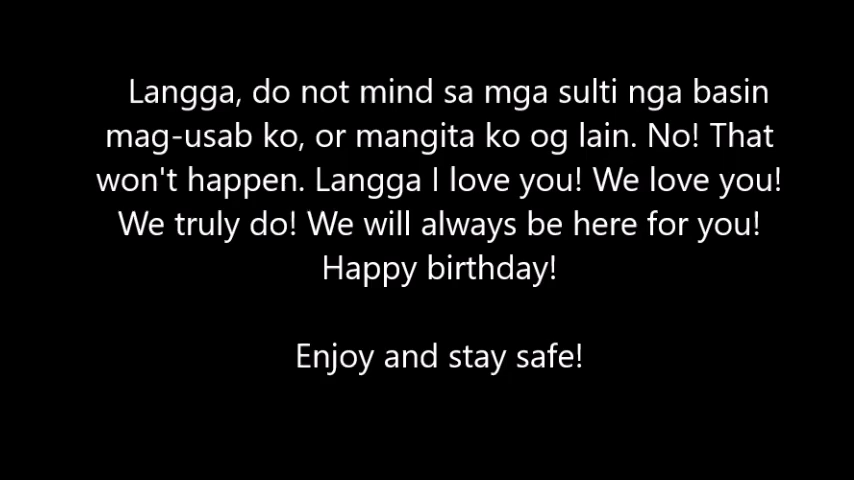 Langga, do not mind sa mga sulti nga basin
mag-usab ko, or mangita ko og lain. No! That
won't happen. Langga I love you! We love you!
We truly do! We will always be here for you!
Happy birthday!
Enjoy and stay safe!